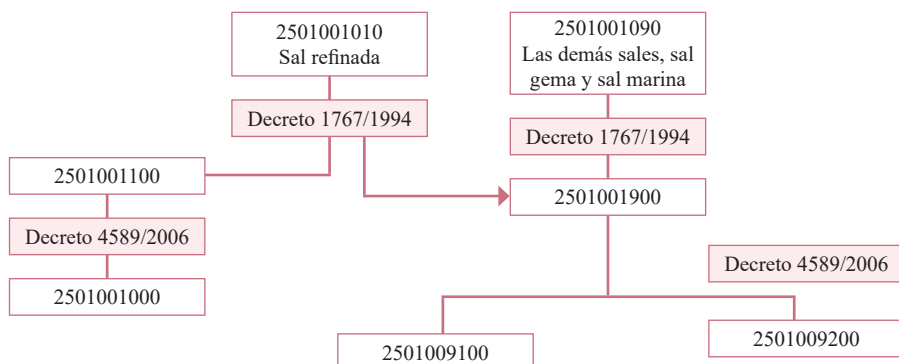 2501001010
Sal refinada
2501001090
Las demás sales, sal
gema y sal marina
Decreto 1767/1994
Decreto 1767/1994
2501001100
2501001900
Decreto 4589/2006
Decreto 4589/2006
2501001000
2501009100
2501009200